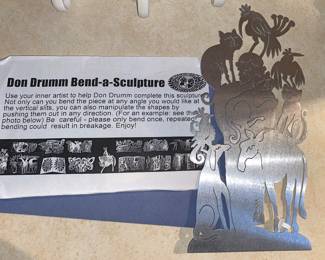 Don Drumm Bend-a-Sculpture
Use your inner artist to help Don Drumm complete this sculpture.
Not only can you bend the piece at any angle you would like at
the vertical slits, you can also manipulate the shapes by
pushing them out in any direction. (For an example: see the
photo below) Be careful - please only bend once, repeated
bending could result in breakage. Enjoy!